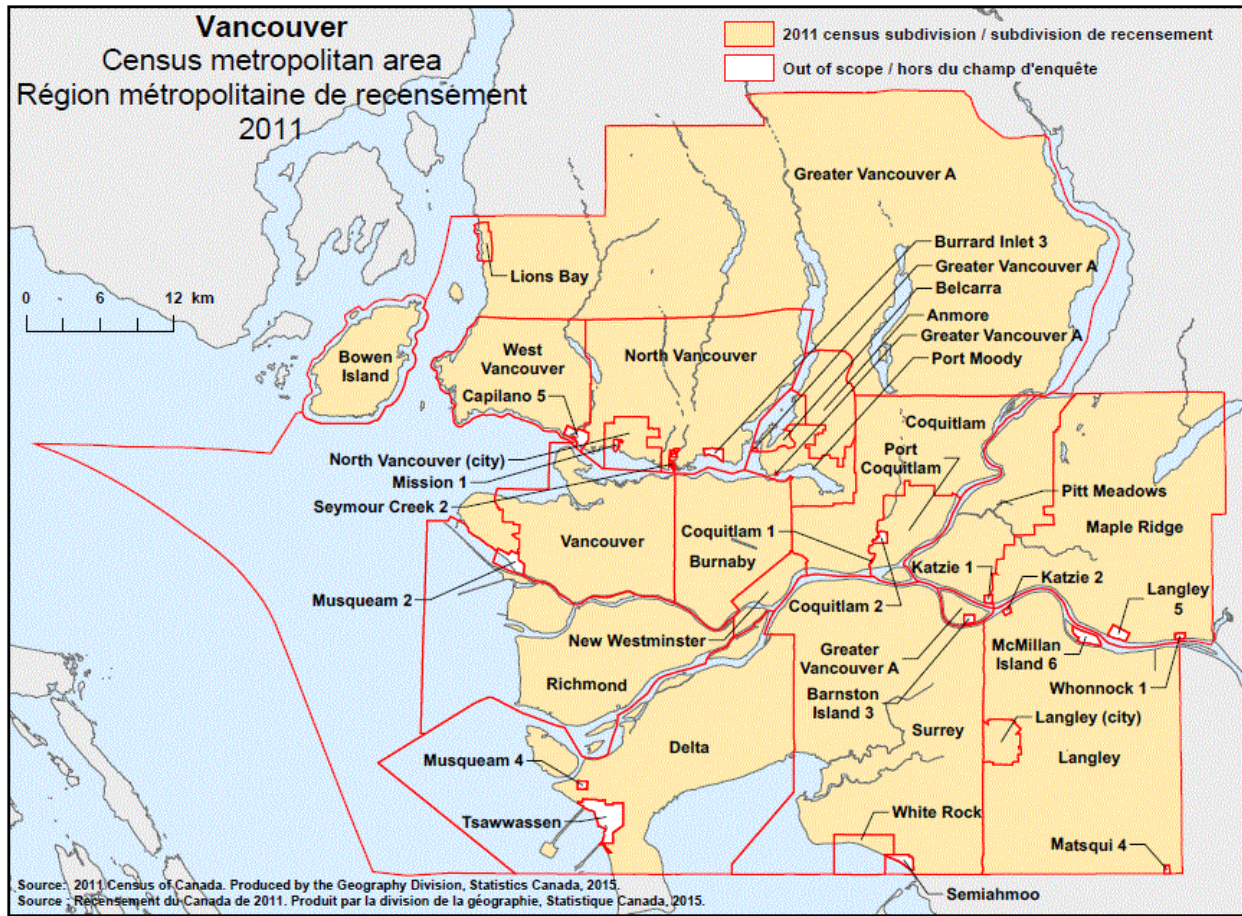 Vancouver
Census metropolitan area
Région métropolitaine de recensement
2011
2011 census subdivision / subdivision de recensement
Out of scope / hors du champ d'enquête
0 6 12 km
Greater Vancouver A
Lions Bay
Burrard Inlet 3
Greater Vancouver A
Belcarra
Anmore
Greater Vancouver A
Port Moody
Bowen
Island
West
Vancouver
North Vancouver
Capilano 5
Coquitlam
Port
Coquitlam
North Vancouver (city)
Mission 1
Seymour Creek 2
Pitt Meadows
Maple Ridge
Vancouver
Coquitlam 1
Burnaby
Musqueam 2
Katzie 1
Katzie 2
Langley
5
Coquitlam 2
New Westminster
Greater
Vancouver A
McMillan
Island 6
Whonnock 1
Richmond
Barnston
Island 3
Langley (city)
Surrey
Delta
Langley
Musqueam 4
Tsawwassen
White Rock
Matsqui 4
Semiahmoo
Source: 2011 Census of Canada. Produced by the Geography Division, Statistics Canada, 2015.
Source : Recensement du Canada de 2011. Produit par la division de la géographie, Statistique Canada, 2015.